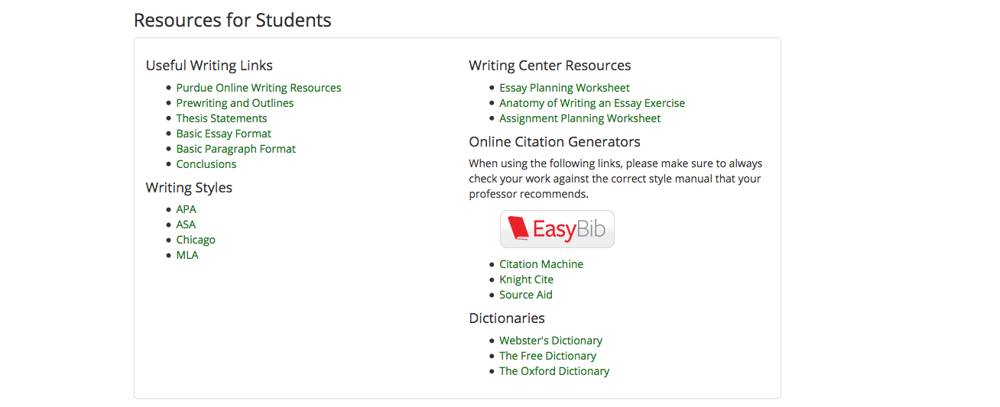 Resources for Students
Useful Writing Links
Purdue Online Writing Resources
Prewriting and Outlines
Thesis Statements
Basic Essay Format
Basic Paragraph Format
Conclusions
Writing Styles
APA
ASA
Chicago
MLA
Writing Center Resources
Essay Planning Worksheet
Anatomy of Writing an Essay Exercise
Assignment Planning Worksheet
Online Citation Generators
When using the following links, please make sure to always
check your work against the correct style manual that your
professor recommends.
EasyBib
Citation Machine
Knight Cite
Source Aid
Dictionaries
Webster's Dictionary
The Free Dictionary
The Oxford Dictionary